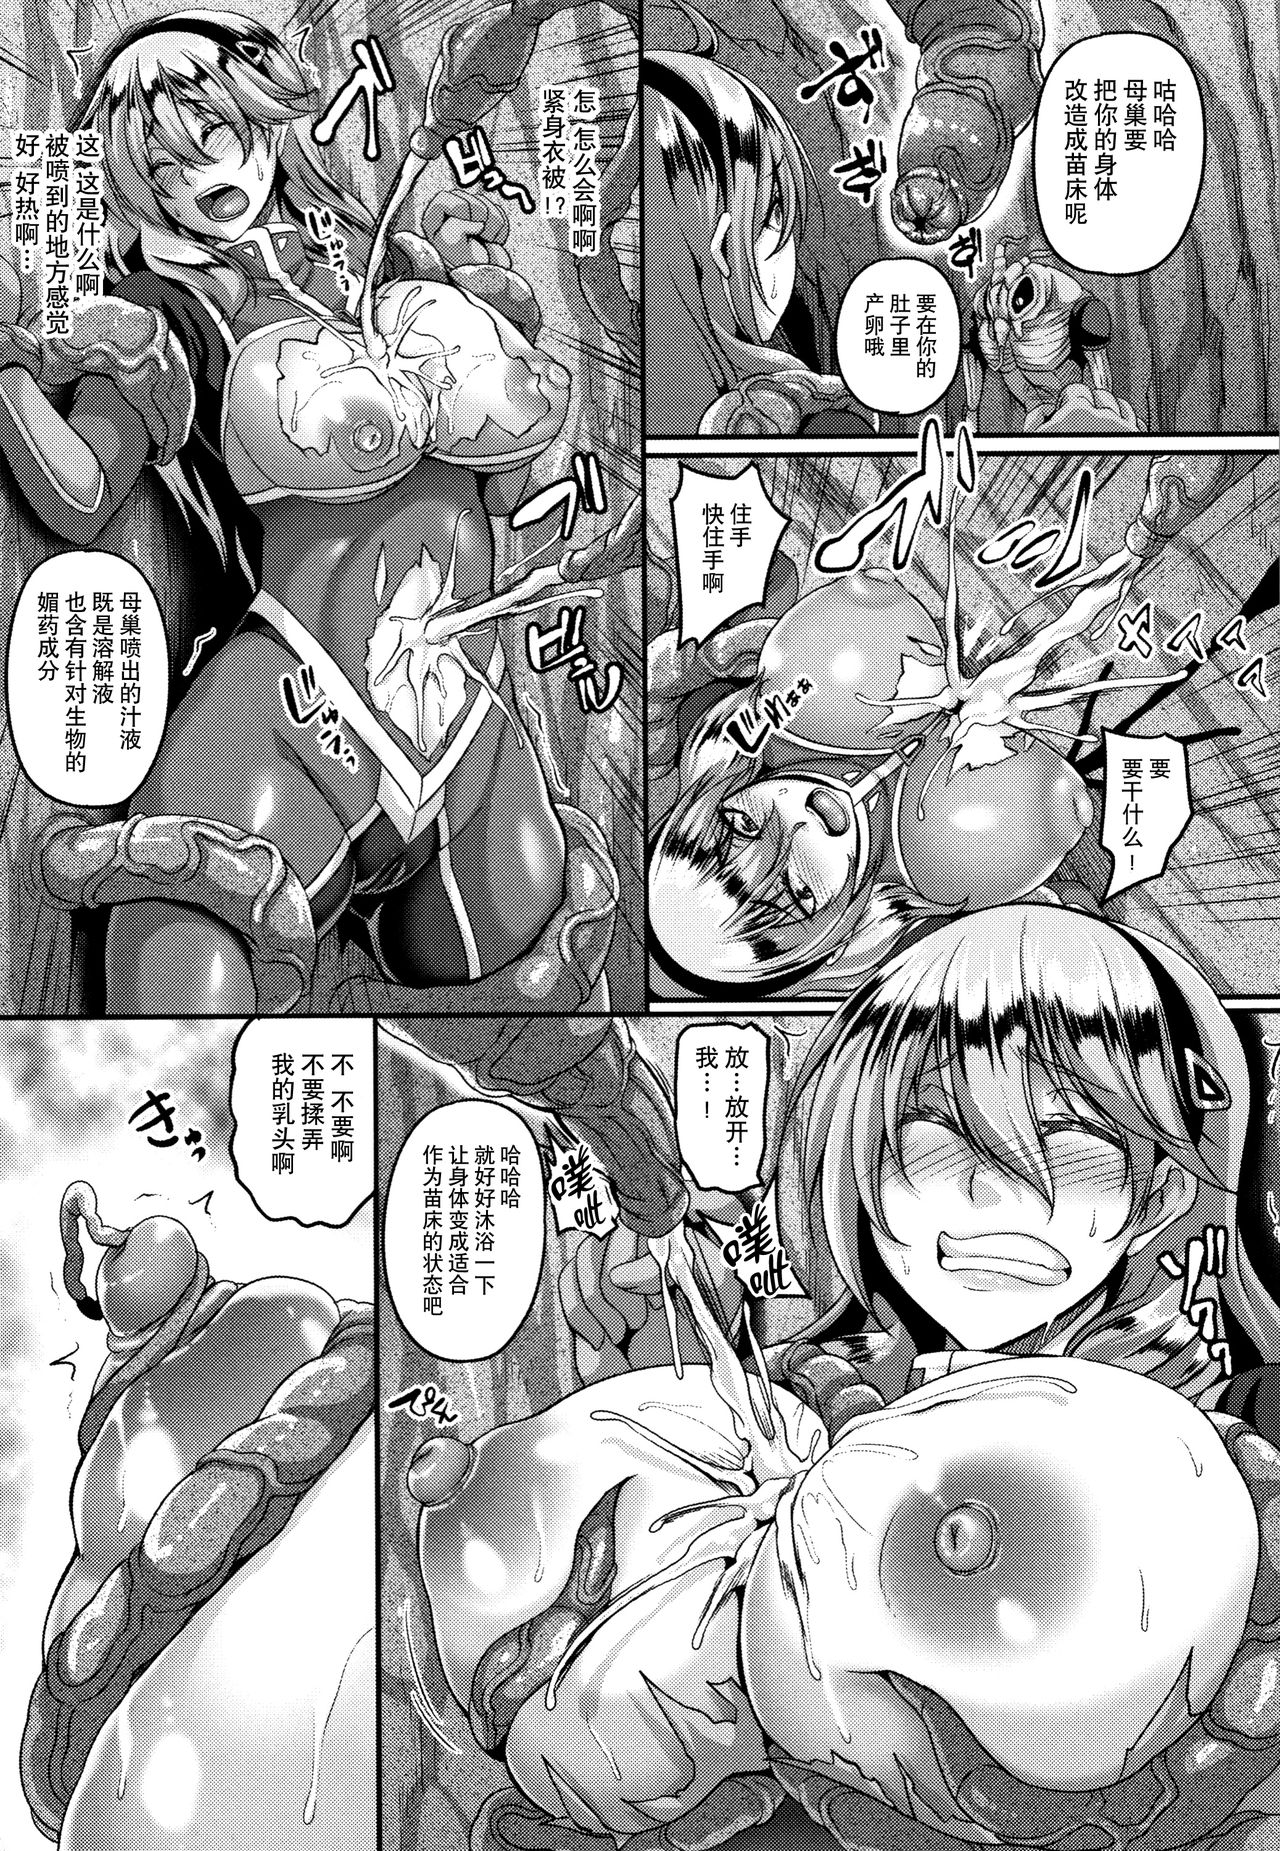 咕哈哈
母巢要
把你的身体
改造成苗床呢
要在你的
肚子里
产卵哦
怎 怎么会啊啊
紧身衣被!?
这 这是什么啊
被喷到的地方感觉
好 好热啊…
母巢喷出的汁液
既是溶解液
也含有针对生物的
媚药成分
住手
快住手啊
要
要干什么!
放…放开…
我…!
噗呲
噗呲
哈哈哈
就好好沐浴一下
让身体变成适合
作为苗床的状态吧
不 不要啊
不要揉弄
我的乳头啊
きゅっ